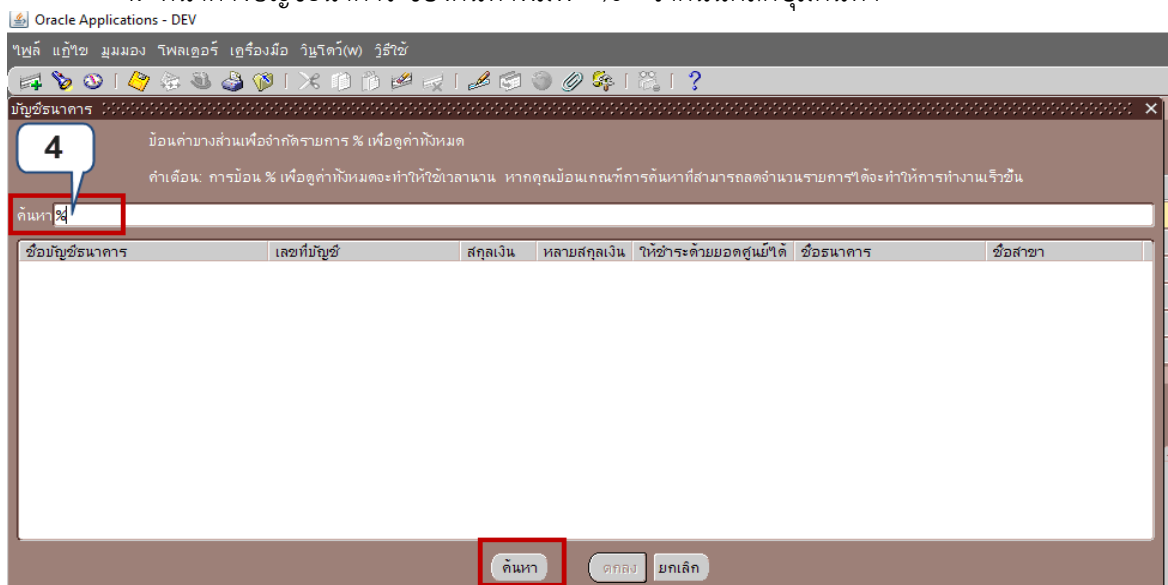 Oracle Applications - DEV
ไฟล์ แก้ไข มุมมอง โฟลเดอร์ เครื่องมือ วินโดว์(w) วิธีใช้
บัญชีธนาคาร
4
ป้อนค่าบางส่วนเพื่อจำกัดรายการ % เพื่อดูค่าทั้งหมด
คำเตือน: การป้อน % เพื่อดูค่าทั้งหมดจะทำให้ใช้เวลานาน หากคุณป้อนเกณฑ์การค้นหาที่สามารถลดจำนวนรายการได้จะทำให้การทำงานเร็วขึ้น
ค้นหา %
ชื่อบัญชีธนาคาร เลขที่บัญชี สกุลเงิน หลายสกุลเงิน ให้ชำระด้วยยอดศูนย์ได้ ชื่อธนาคาร ชื่อสาขา
ค้นหา ตกลง ยกเลิก